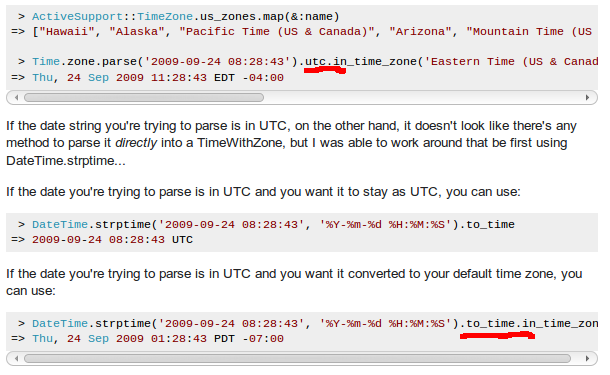 > ActiveSupport::TimeZone.us_zones.map(&:name)
=> ["Hawaii", "Alaska", "Pacific Time (US & Canada)", "Arizona", "Mountain Time (US
> Time.zone.parse('2009-09-24 08:28:43').utc.in_time_zone('Eastern Time (US & Canad
=> Thu, 24 Sep 2009 11:28:43 EDT -04:00
If the date string you're trying to parse is in UTC, on the other hand, it doesn't look like there's any
method to parse it directly into a TimeWithZone, but I was able to work around that be first using
DateTime.strptime...
If the date you're trying to parse is in UTC and you want it to stay as UTC, you can use:
> DateTime.strptime('2009-09-24 08:28:43', '%Y-%m-%d %H:%M:%S').to_time
=> 2009-09-24 08:28:43 UTC
If the date you're trying to parse is in UTC and you want it converted to your default time zone, you
can use:
> DateTime.strptime('2009-09-24 08:28:43', '%Y-%m-%d %H:%M:%S').to_time.in_time_zon
=> Thu, 24 Sep 2009 01:28:43 PDT -07:00